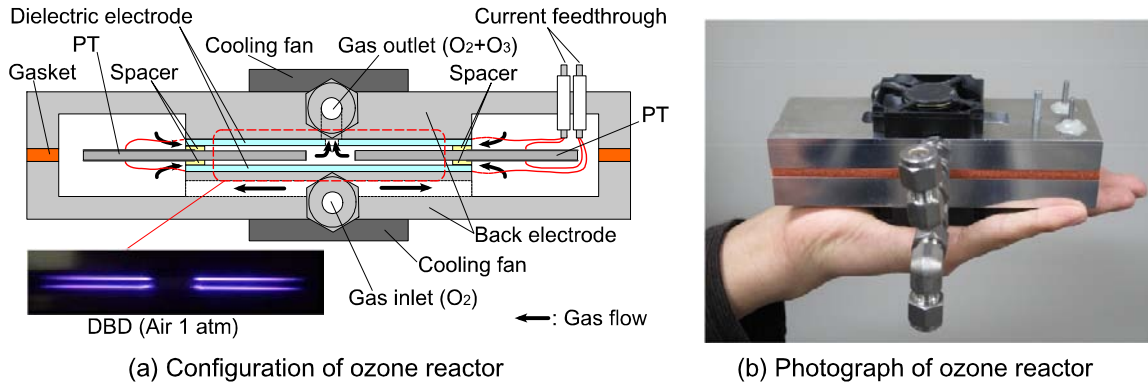 Dielectric electrode
PT
Gasket
Spacer
Cooling fan
Gas outlet (O2+O3)
Current feedthrough
Spacer
PT
Back electrode
Cooling fan
Gas inlet (O2)
DBD (Air 1 atm)
: Gas flow
(a) Configuration of ozone reactor
(b) Photograph of ozone reactor